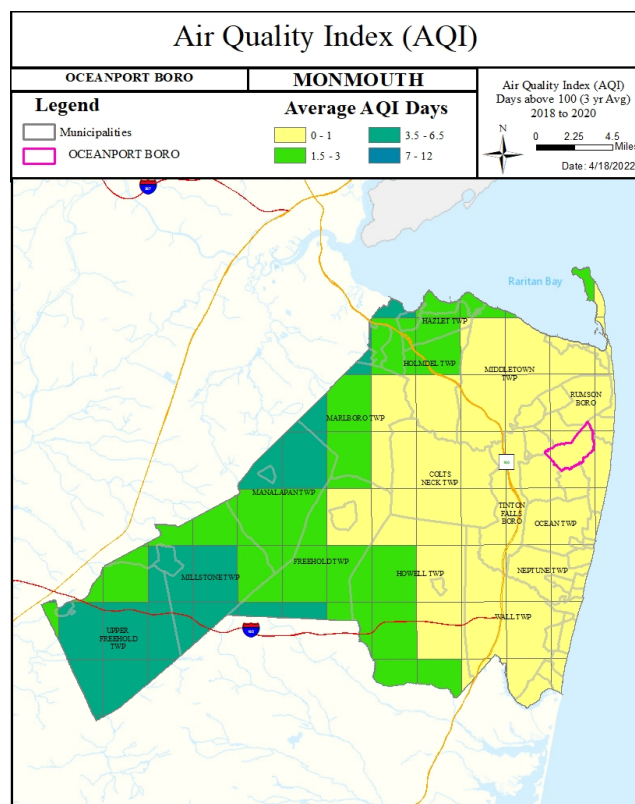 Air Quality Index (AQI)
OCEANPORT BORO
MONMOUTH
Legend
Municipalities
OCEANPORT BORO
Average AQI Days
0 - 1
3.5 - 6.5
1.5 - 3
7 - 12
Air Quality Index (AQI)
Days above 100 (3 yr Avg)
2018 to 2020
N
0 2.25 4.5
Miles
Date: 4/18/2022
Raritan Bay
HAZLET TWP
HOLMDEL TWP
MIDDLETOWN
TWP
RUMSON
BORO
MARLBORO TWP
COLTS
NECK TWP
MANALAPAN TWP
TINTON
FALLS
BORO
OCEAN TWP
FREEHOLD TWP
HOWELL TWP
NEPTUNE TWP
MILLSTONE TWP
WALL TWP
UPPER
FREEHOLD
TWP